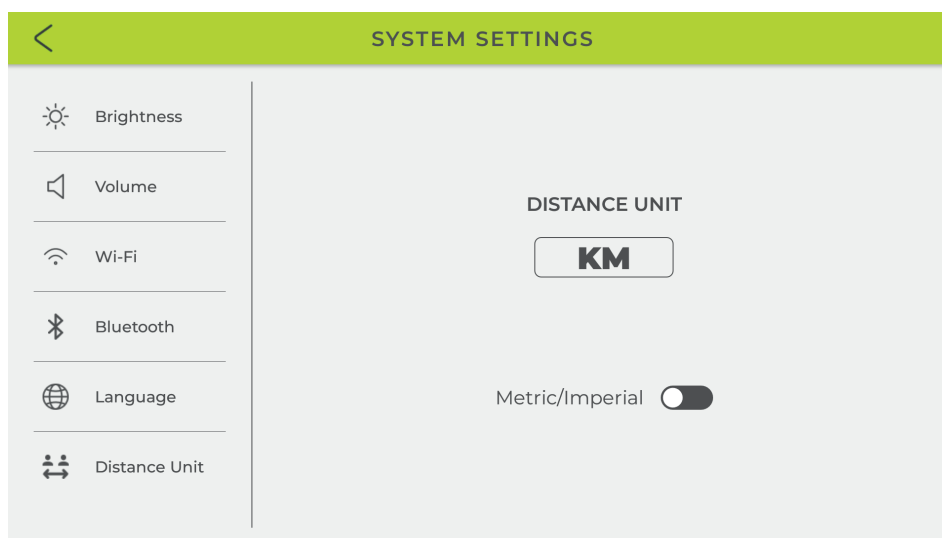 SYSTEM SETTINGS
Brightness
Volume
Wi-Fi
Bluetooth
Language
Distance Unit
DISTANCE UNIT
KM
Metric/Imperial